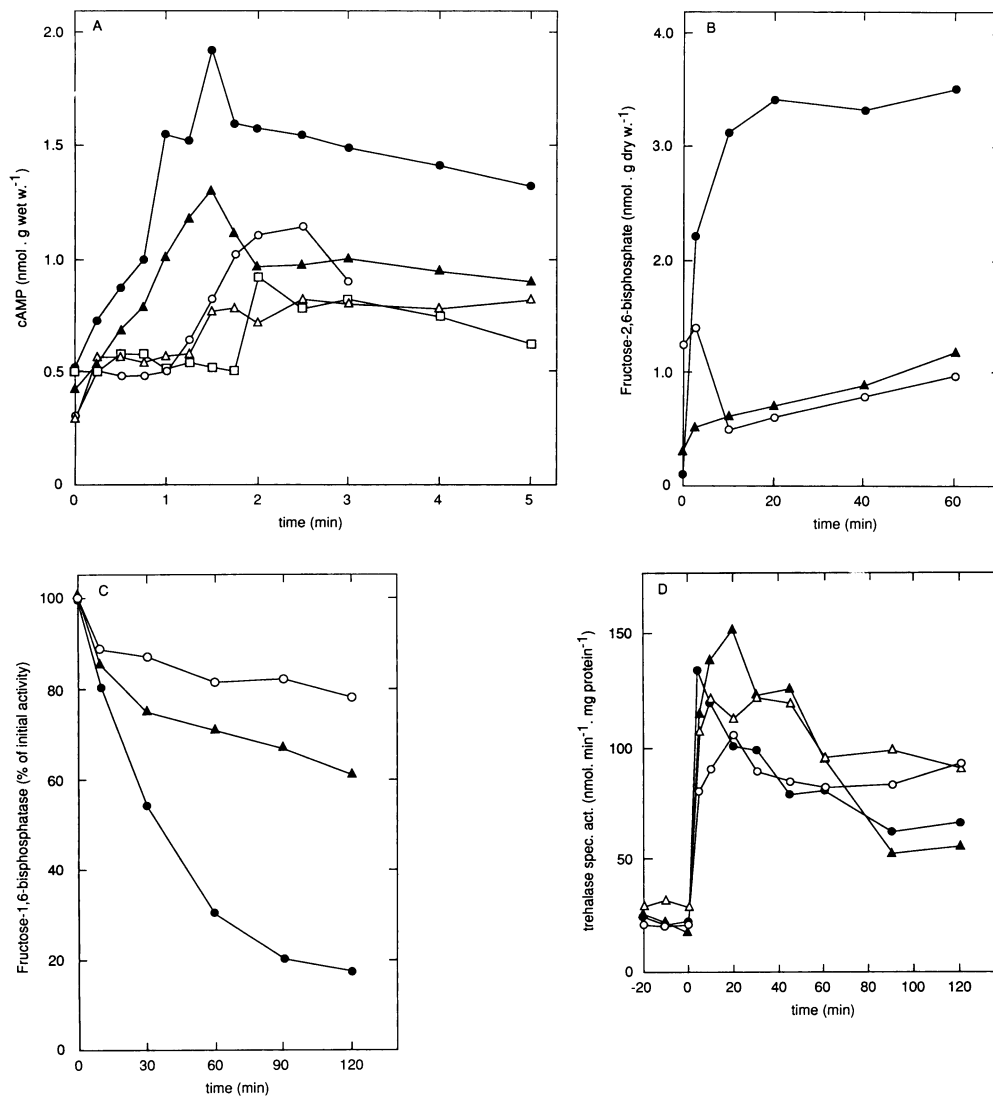 A
2.0
1.5
1.0
0.5
0
cAMP (nmol . g wet w.-1)
0 1 2 3 4 5
time (min)
B
4.0
3.0
2.0
1.0
0
Fructose-2,6-bisphosphate (nmol . g dry w.-1)
0 20 40 60
time (min)
C
100
80
60
40
20
0
Fructose-1,6-bisphosphatase (% of initial activity)
0 30 60 90 120
time (min)
D
150
100
50
0
trehalase spec. act. (nmol. min-1. mg protein-1)
-20 0 20 40 60 80 100 120
time (min)